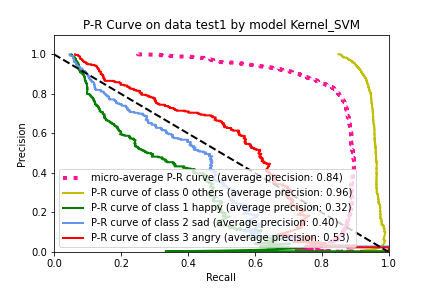 P-R Curve on data test1 by model Kernel_SVM
1.0
0.8
0.6
0.4
0.2
0.0
Precision
micro-average P-R curve (average precision: 0.84)
P-R curve of class 0 others (average precision: 0.96)
P-R curve of class 1 happy (average precision: 0.32)
P-R curve of class 2 sad (average precision: 0.40)
P-R curve of class 3 angry (average precision: 0.53)
0.0 0.2 0.4 0.6 0.8 1.0
Recall